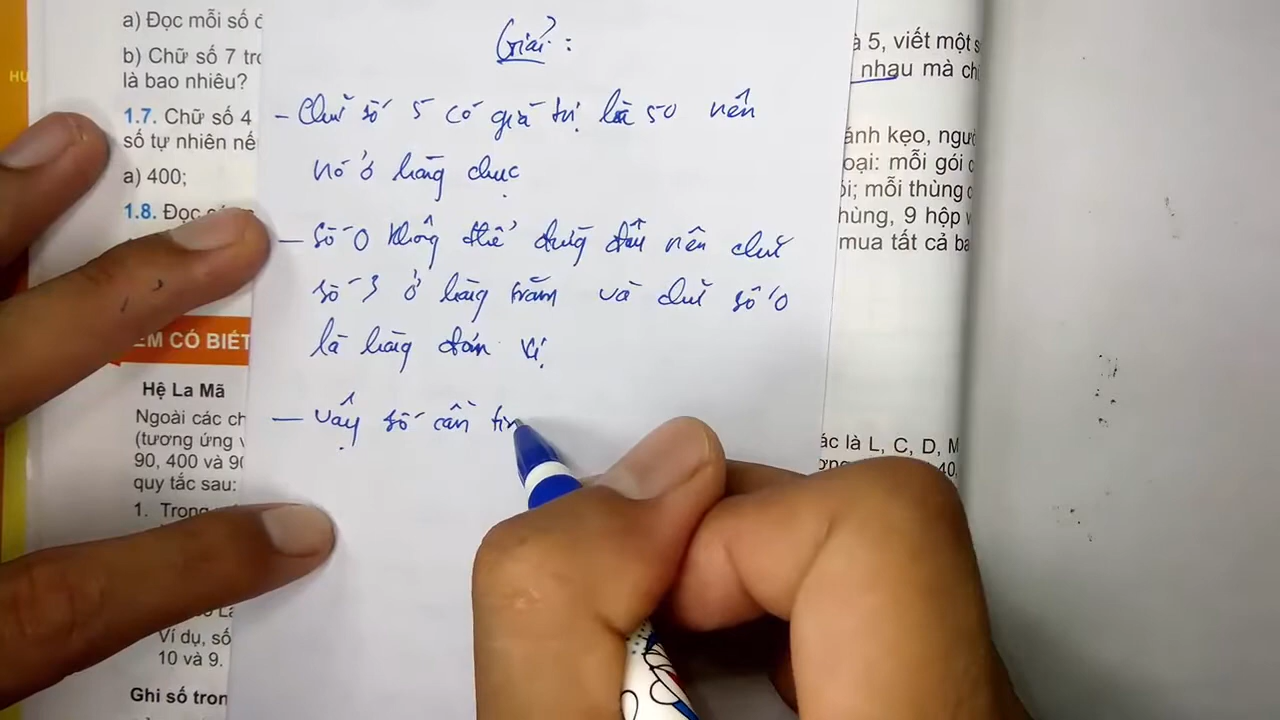 a) Đọc mỗi số đ
b) Chữ số 7 tro
là bao nhiêu?
1.7. Chữ số 4
số tự nhiên nế
a) 400;
1.8. Đọc
EM CÓ BIẾT
Hệ La Mã
Ngoài các ch
(tương ứng v
90, 400 và 90
quy tắc sau:
1. Trong
Ví dụ, số
10 và 9.
Ghi số tron
Giải:
- Chữ số 5 có giá trị là 50 nên
nó ở hàng chục
- Số 0 không thể đứng đầu nên chữ
số 3 ở hàng trăm và chữ số 0
là hàng đơn vị
- Vậy số cần tìm
à 5, viết một s
nhau mà chỉ
ánh kẹo, ngườ
oại: mỗi gói c
ói; mỗi thùng c
hùng, 9 hộp v
mua tất cả ba
ác là L, C, D, M
40,